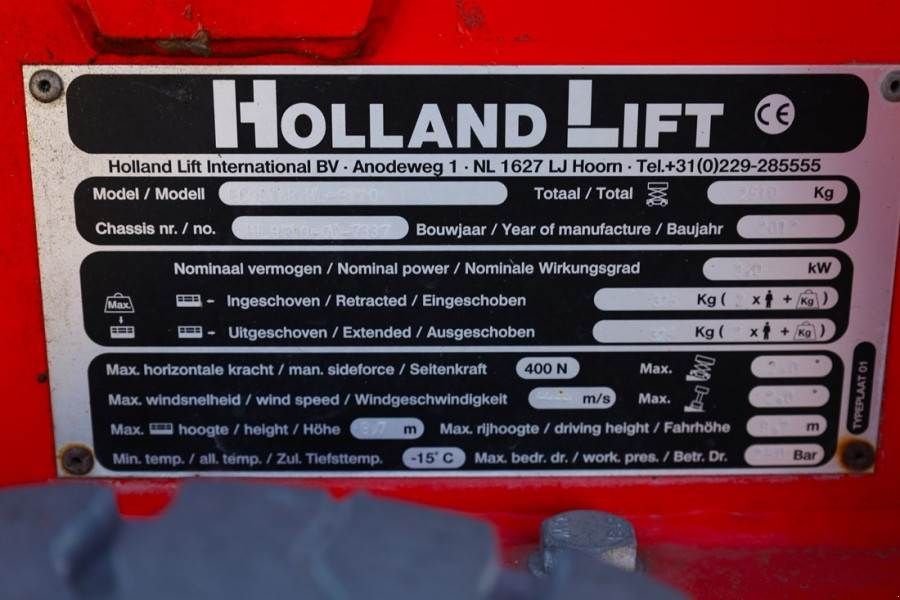 HOLLAND LIFT CE
Holland Lift International BV · Anodeweg 1 · NL 1627 LJ Hoorn · Tel.+31(0)229-285555
Model / Modell Totaal / Total Kg
Chassis nr. / no. Bouwjaar / Year of manufacture / Baujahr
Nominaal vermogen / Nominal power / Nominale Wirkungsgrad kW
Max. Ingeschoven / Retracted / Eingeschoben Kg ( x + Kg )
Uitgeschoven / Extended / Ausgeschoben Kg ( x + Kg )
Max. horizontale kracht / man. sideforce / Seitenkraft 400 N Max. °
Max. windsnelheid / wind speed / Windgeschwindigkeit m/s Max. °
Max. hoogte / height / Höhe m Max. rijhoogte / driving height / Fahrhöhe m
Min. temp. / all. temp. / Zul. Tiefsttemp. -15°C Max. bedr. dr. / work. pres. / Betr. Dr. Bar
TYPEPLAAT 01